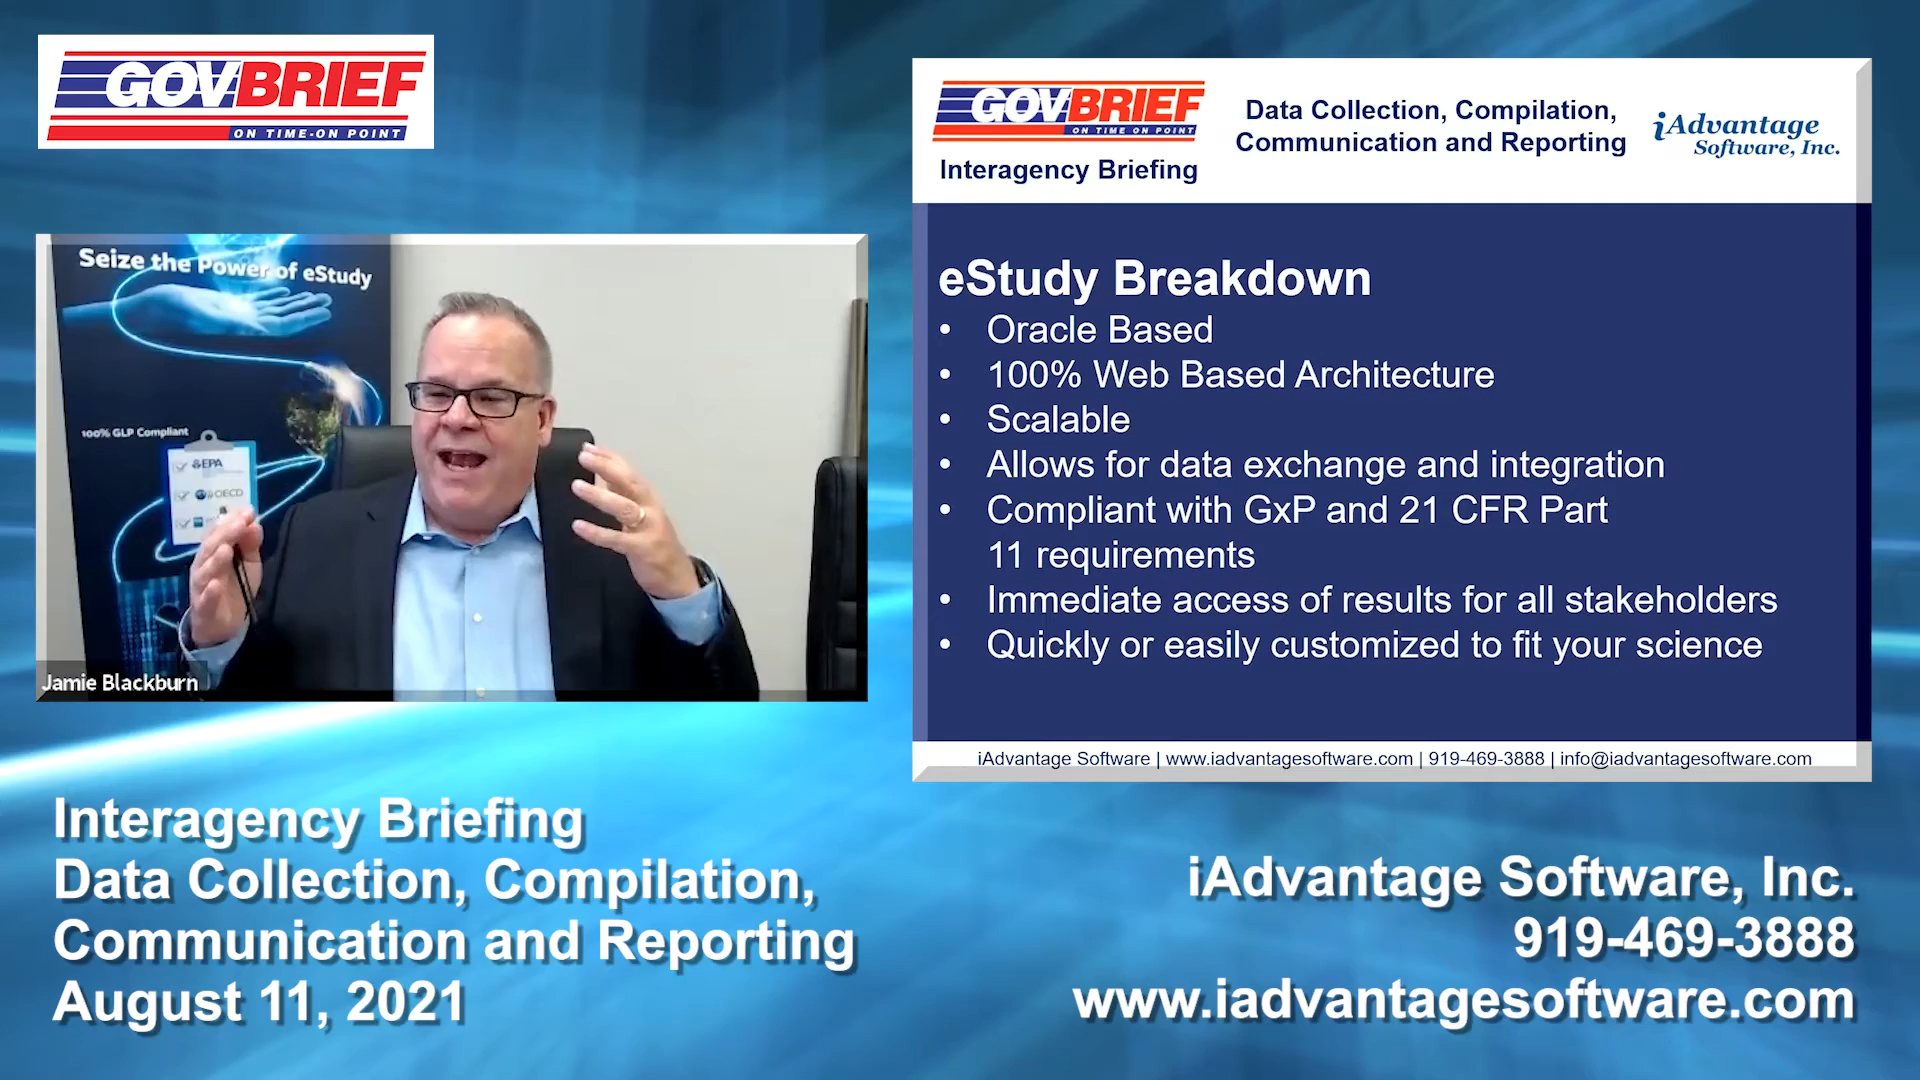 GOVBRIEF
ON TIME-ON POINT
Seize the Power of eStudy
100% GLP Compliant
EPA
OECD
Jamie Blackburn
GOVBRIEF
ON TIME-ON POINT
Interagency Briefing
Data Collection, Compilation,
Communication and Reporting
iAdvantage
Software, Inc.
eStudy Breakdown
• Oracle Based
• 100% Web Based Architecture
• Scalable
• Allows for data exchange and integration
• Compliant with GxP and 21 CFR Part
11 requirements
• Immediate access of results for all stakeholders
• Quickly or easily customized to fit your science
iAdvantage Software | www.iadvantagesoftware.com | 919-469-3888 | info@iadvantagesoftware.com
Interagency Briefing
Data Collection, Compilation,
Communication and Reporting
August 11, 2021
iAdvantage Software, Inc.
919-469-3888
www.iadvantagesoftware.com